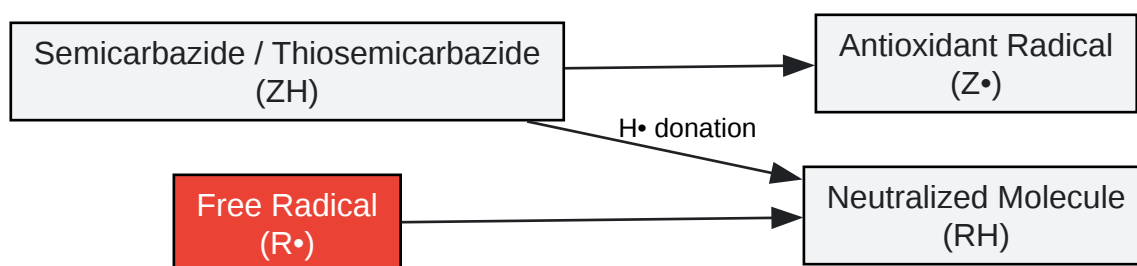 Semicarbazide / Thiosemicarbazide
(ZH)
Antioxidant Radical
(Z•)
H• donation
Free Radical
(R•)
Neutralized Molecule
(RH)